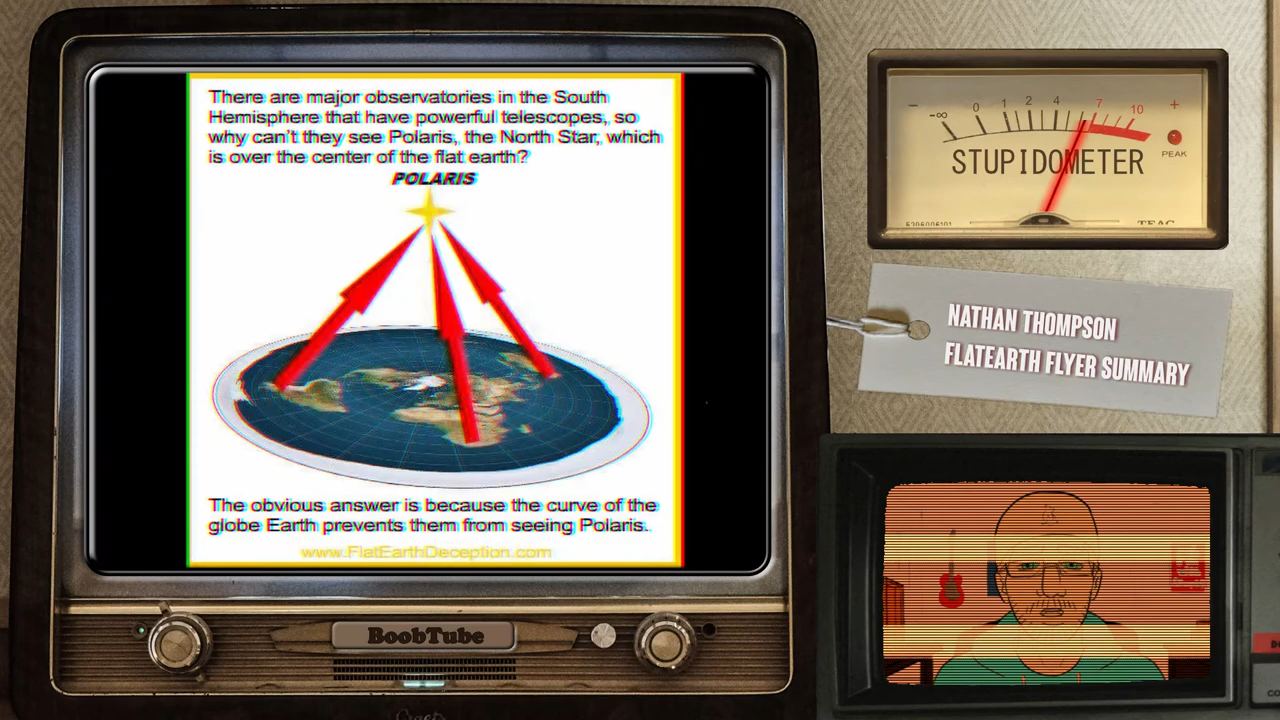 There are major observatories in the South
Hemisphere that have powerful telescopes, so
why can't they see Polaris, the North Star, which
is over the center of the flat earth?
POLARIS
The obvious answer is because the curve of the
globe Earth prevents them from seeing Polaris.
www.FlatEarthDeception.com
BoobTube
- -∞ 0 1 2 4 7 10 +
STUPIDOMETER
PEAK
TEAC
NATHAN THOMPSON
FLATEARTH FLYER SUMMARY